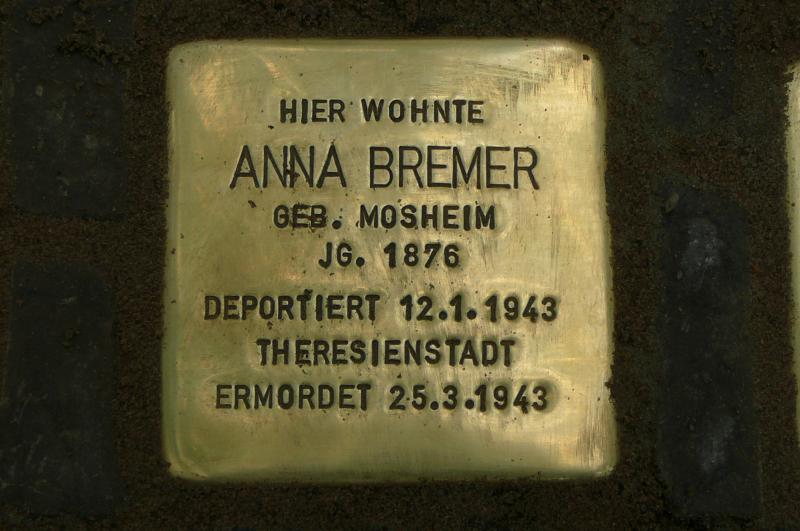 HIER WOHNTE
ANNA BREMER
GEB. MOSHEIM
JG. 1876
DEPORTIERT 12.1.1943
THERESIENSTADT
ERMORDET 25.3.1943